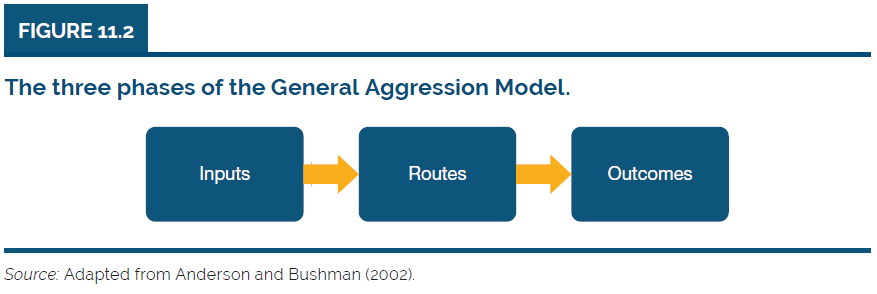 FIGURE 11.2
The three phases of the General Aggression Model.
Inputs
Routes
Outcomes
Source: Adapted from Anderson and Bushman (2002).